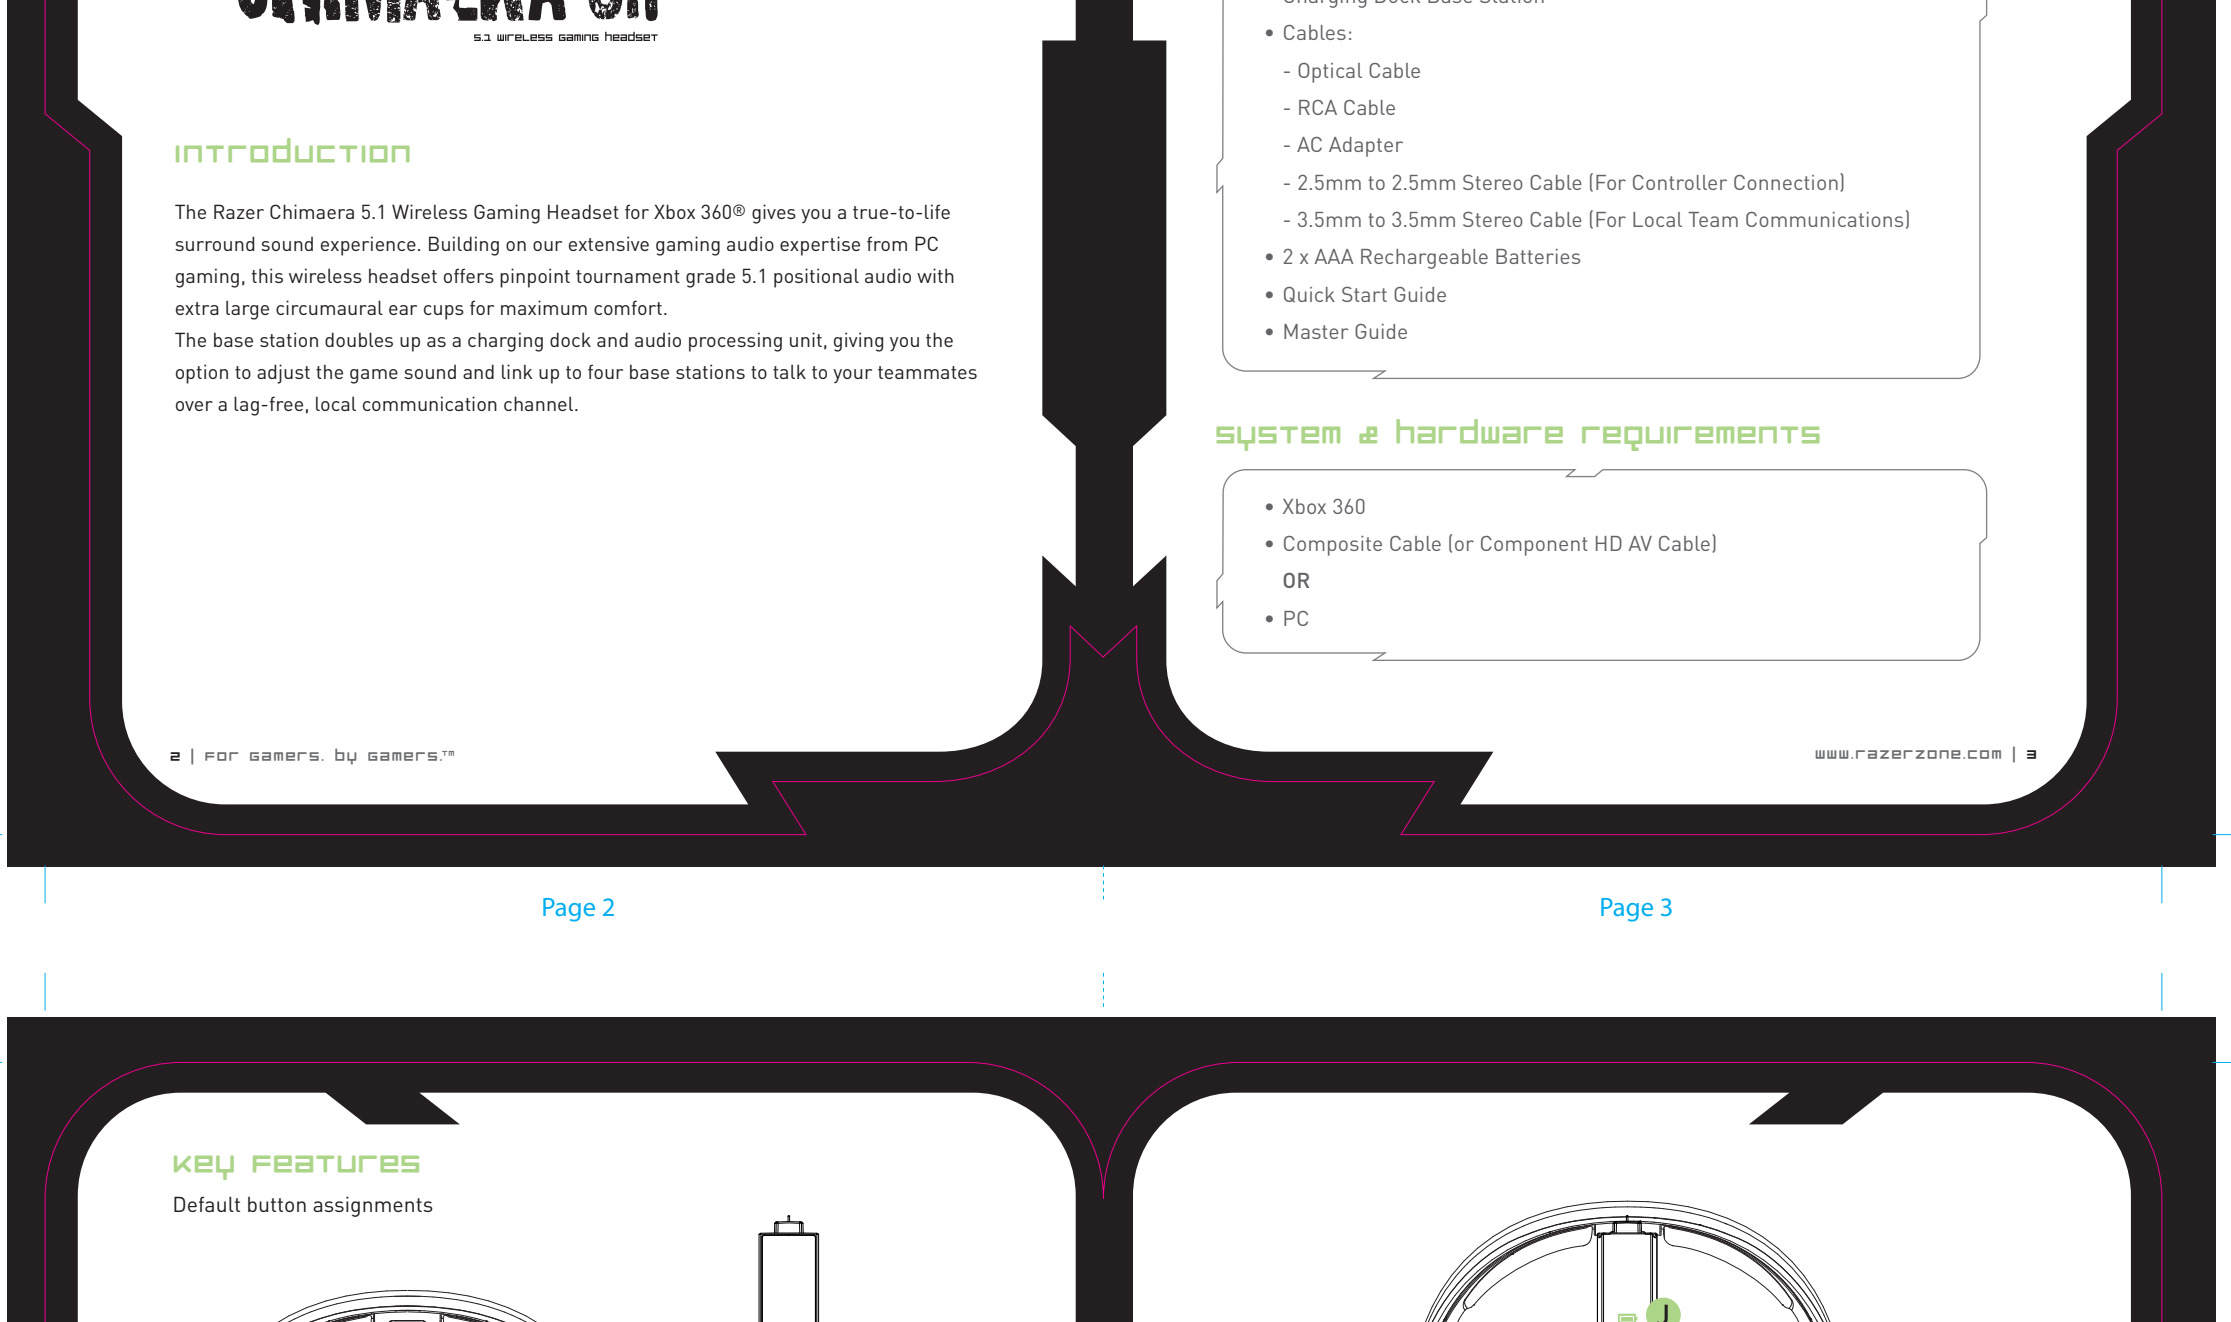 5.1 wireless gaming headset
introduction
The Razer Chimaera 5.1 Wireless Gaming Headset for Xbox 360® gives you a true-to-life
surround sound experience. Building on our extensive gaming audio expertise from PC
gaming, this wireless headset offers pinpoint tournament grade 5.1 positional audio with
extra large circumaural ear cups for maximum comfort.
The base station doubles up as a charging dock and audio processing unit, giving you the
option to adjust the game sound and link up to four base stations to talk to your teammates
over a lag-free, local communication channel.
2 | For gamers. by gamers.™
Charging Dock Base Station
• Cables:
- Optical Cable
- RCA Cable
- AC Adapter
- 2.5mm to 2.5mm Stereo Cable (For Controller Connection)
- 3.5mm to 3.5mm Stereo Cable (For Local Team Communications)
• 2 x AAA Rechargeable Batteries
• Quick Start Guide
• Master Guide
system & hardware requirements
• Xbox 360
• Composite Cable (or Component HD AV Cable)
OR
• PC
www.razerzone.com | 3
Page 2
Page 3
key features
Default button assignments
J